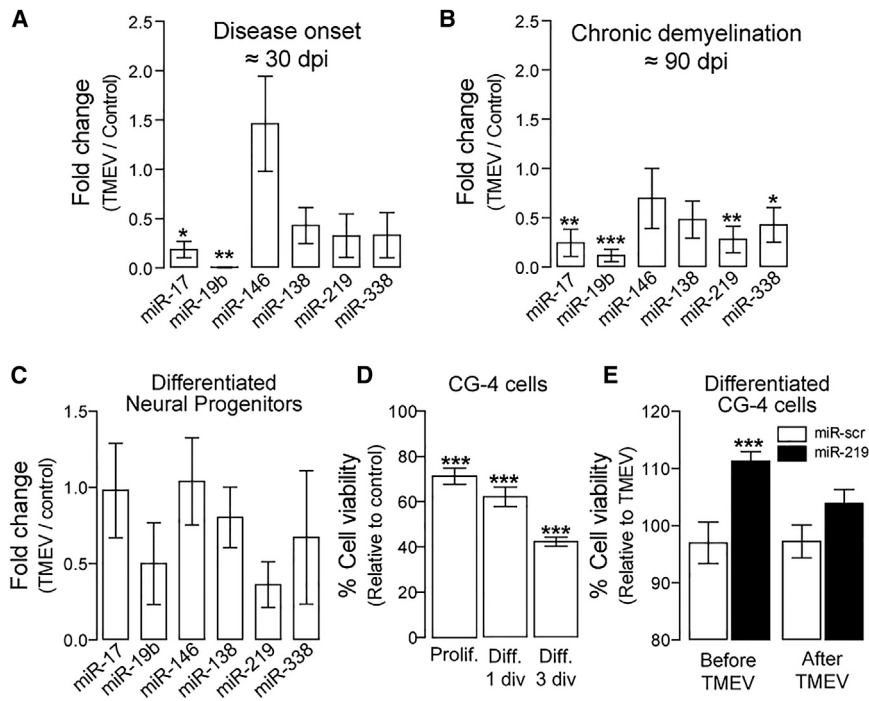 A
Disease onset
≈ 30 dpi
Fold change
(TMEV / Control)
2.5
2.0
1.5
1.0
0.5
0.0
*
**
miR-17
miR-19b
miR-146
miR-138
miR-219
miR-338
B
Chronic demyelination
≈ 90 dpi
Fold change
(TMEV / Control)
2.5
2.0
1.5
1.0
0.5
0.0
**
***
**
*
miR-17
miR-19b
miR-146
miR-138
miR-219
miR-338
C
Differentiated
Neural Progenitors
Fold change
(TMEV / control)
1.5
1.0
0.5
0.0
miR-17
miR-19b
miR-146
miR-138
miR-219
miR-338
D
CG-4 cells
% Cell viability
(Relative to control)
100
80
60
40
20
0
***
***
***
Prolif.
Diff.
1 div
Diff.
3 div
E
Differentiated
CG-4 cells
miR-scr
miR-219
% Cell viability
(Relative to TMEV)
120
110
100
90
80
***
Before
TMEV
After
TMEV